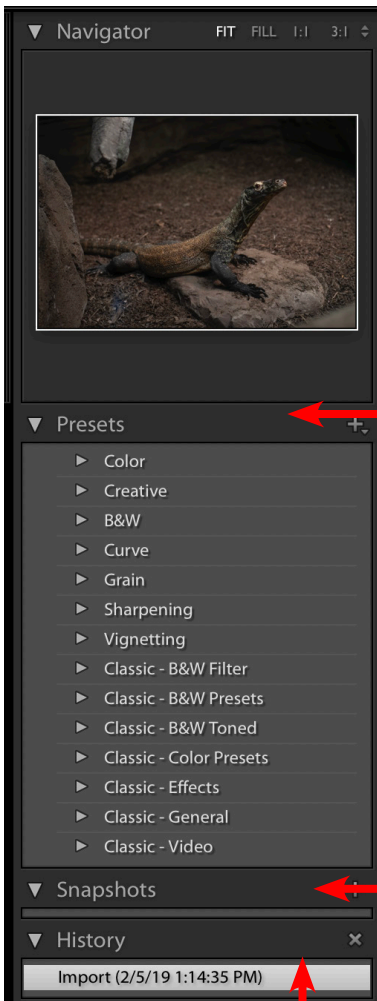 Navigator FIT FILL 1:1 3:1
Presets
Color
Creative
B&W
Curve
Grain
Sharpening
Vignetting
Classic - B&W Filter
Classic - B&W Presets
Classic - B&W Toned
Classic - Color Presets
Classic - Effects
Classic - General
Classic - Video
Snapshots
History
Import (2/5/19 1:14:35 PM)